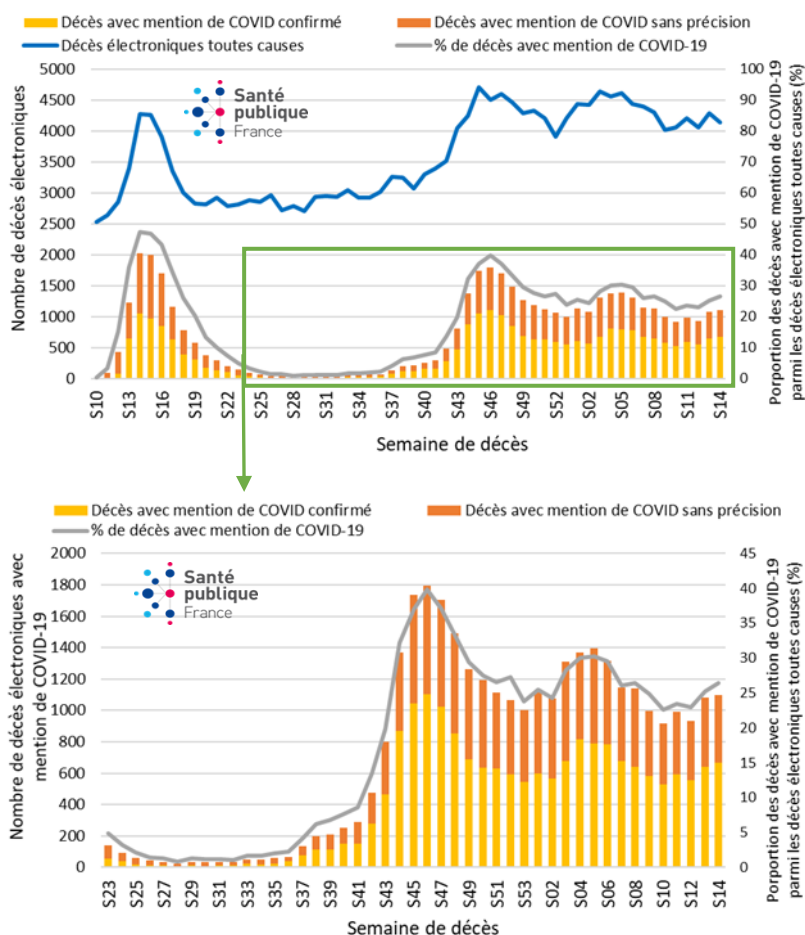 Décès avec mention de COVID confirmé
Décès avec mention de COVID sans précision
Décès électroniques toutes causes
% de décès avec mention de COVID-19
Nombre de décès électroniques
5000
4500
4000
3500
3000
2500
2000
1500
1000
500
0
Santé
publique
France
100
90
80
70
60
50
40
30
20
10
0
Porportion des décès avec mention de COVID-19
parmi les décès électroniques toutes causes (%)
S10 S13 S16 S19 S22 S25 S28 S31 S34 S37 S40 S43 S46 S49 S52 S02 S05 S08 S11 S14
Semaine de décès
Décès avec mention de COVID confirmé
Décès avec mention de COVID sans précision
% de décès avec mention de COVID-19
Nombre de décès électroniques avec
mention de COVID-19
2000
1800
1600
1400
1200
1000
800
600
400
200
0
Santé
publique
France
45
40
35
30
25
20
15
10
5
0
Porportion des décès avec mention de COVID-19
parmi les décès électroniques toutes causes (%)
S23 S25 S27 S29 S31 S33 S35 S37 S39 S41 S43 S45 S47 S49 S51 S53 S02 S04 S06 S08 S10 S12 S14
Semaine de décès